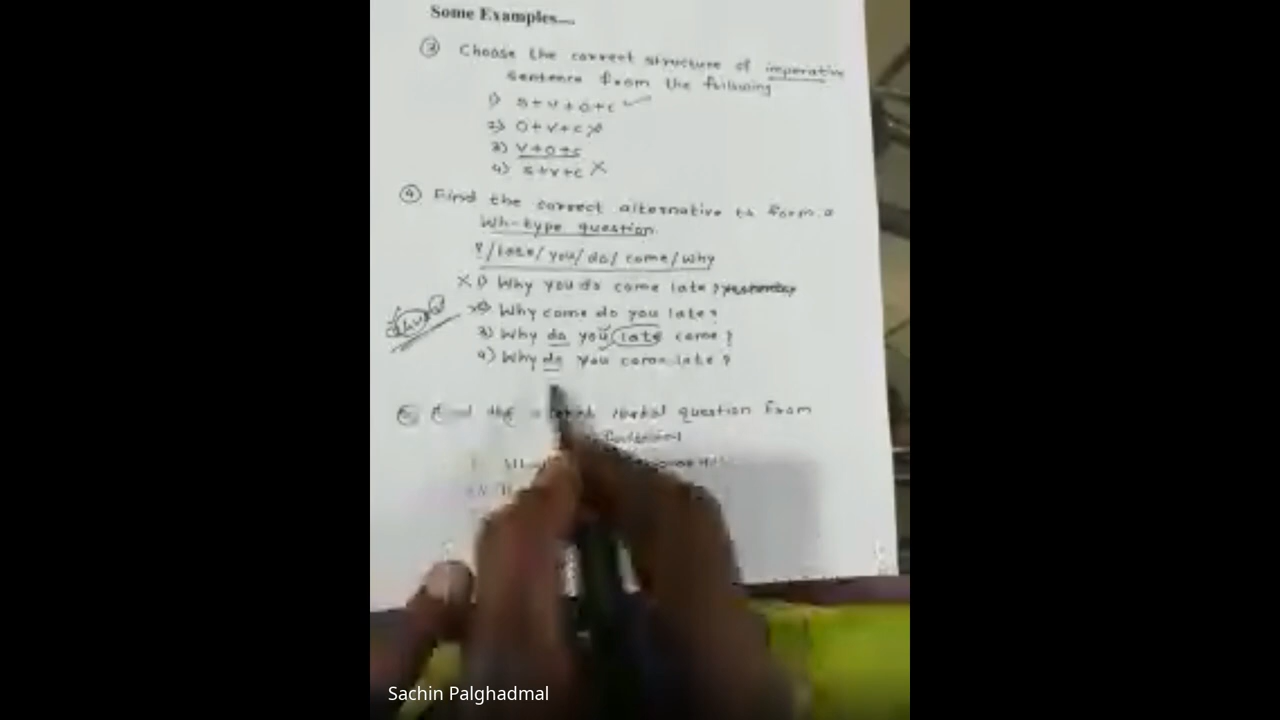 Some Examples....
③ Choose the correct structure of imperative
sentence from the following
1) S+V+O+C ✓
2) O+V+C ✗
3) V+O+C
4) S+V+C ✗
④ Find the correct alternative to form a
Wh-type question
?/late/you/do/come/why
✗ 1) Why you do come late? yesterday
Why come do you late?
3) Why do you late come?
4) Why do you come late?
question from
Sachin Palghadmal